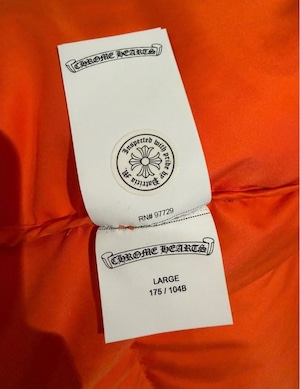 CHROME HEARTS
Inspected with pride by Patricia M.
RN# 97729
CHROME HEARTS
LARGE
175 / 104B